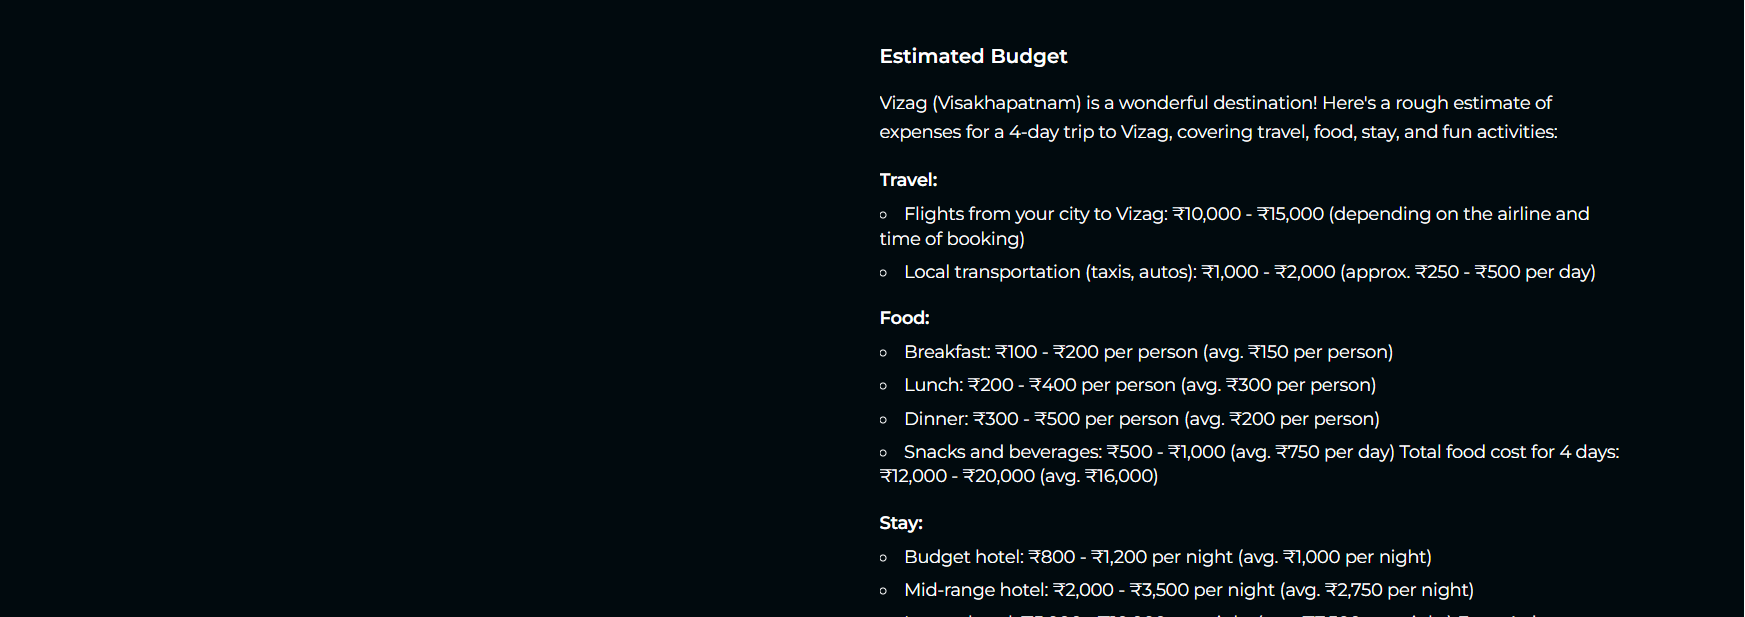 Estimated Budget
Vizag (Visakhapatnam) is a wonderful destination! Here's a rough estimate of
expenses for a 4-day trip to Vizag, covering travel, food, stay, and fun activities:
Travel:
Flights from your city to Vizag: ₹10,000 - ₹15,000 (depending on the airline and
time of booking)
Local transportation (taxis, autos): ₹1,000 - ₹2,000 (approx. ₹250 - ₹500 per day)
Food:
Breakfast: ₹100 - ₹200 per person (avg. ₹150 per person)
Lunch: ₹200 - ₹400 per person (avg. ₹300 per person)
Dinner: ₹300 - ₹500 per person (avg. ₹200 per person)
Snacks and beverages: ₹500 - ₹1,000 (avg. ₹750 per day) Total food cost for 4 days:
₹12,000 - ₹20,000 (avg. ₹16,000)
Stay:
Budget hotel: ₹800 - ₹1,200 per night (avg. ₹1,000 per night)
Mid-range hotel: ₹2,000 - ₹3,500 per night (avg. ₹2,750 per night)